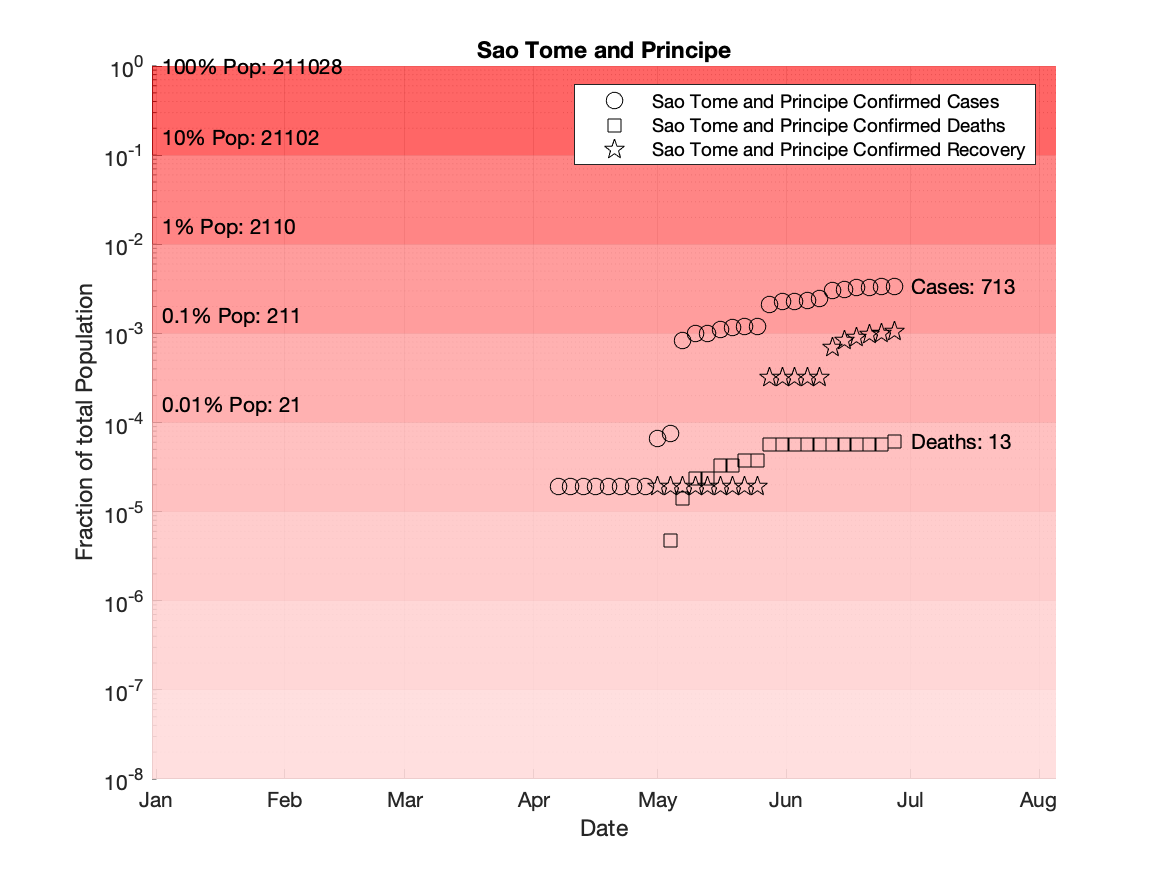 Sao Tome and Principe
10^0
100% Pop: 211028
Sao Tome and Principe Confirmed Cases
Sao Tome and Principe Confirmed Deaths
Sao Tome and Principe Confirmed Recovery
10% Pop: 21102
10^-1
1% Pop: 2110
10^-2
Cases: 713
0.1% Pop: 211
10^-3
0.01% Pop: 21
10^-4
Deaths: 13
10^-5
10^-6
10^-7
10^-8
Fraction of total Population
Jan Feb Mar Apr May Jun Jul Aug
Date